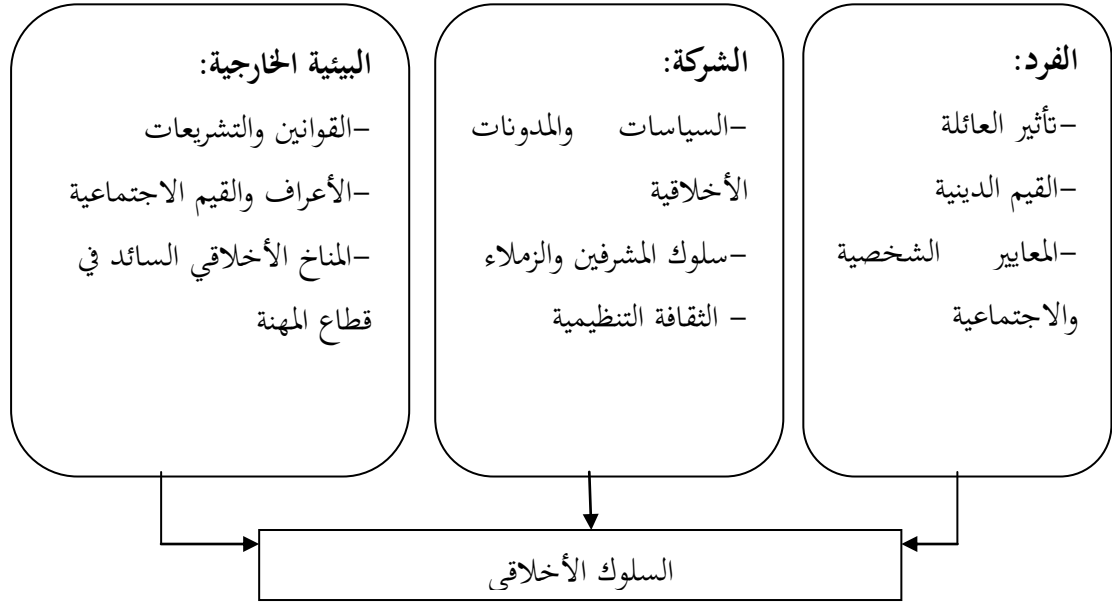 الفرد:
-تأثير العائلة
-القيم الدينية
-المعايير الشخصية
والاجتماعية
الشركة:
-السياسات والمدونات
الأخلاقية
-سلوك المشرفين والزملاء
- الثقافة التنظيمية
البيئية الخارجية:
-القوانين والتشريعات
-الأعراف والقيم الاجتماعية
-المناخ الأخلاقي السائد في
قطاع المهنة
السلوك الأخلاقي